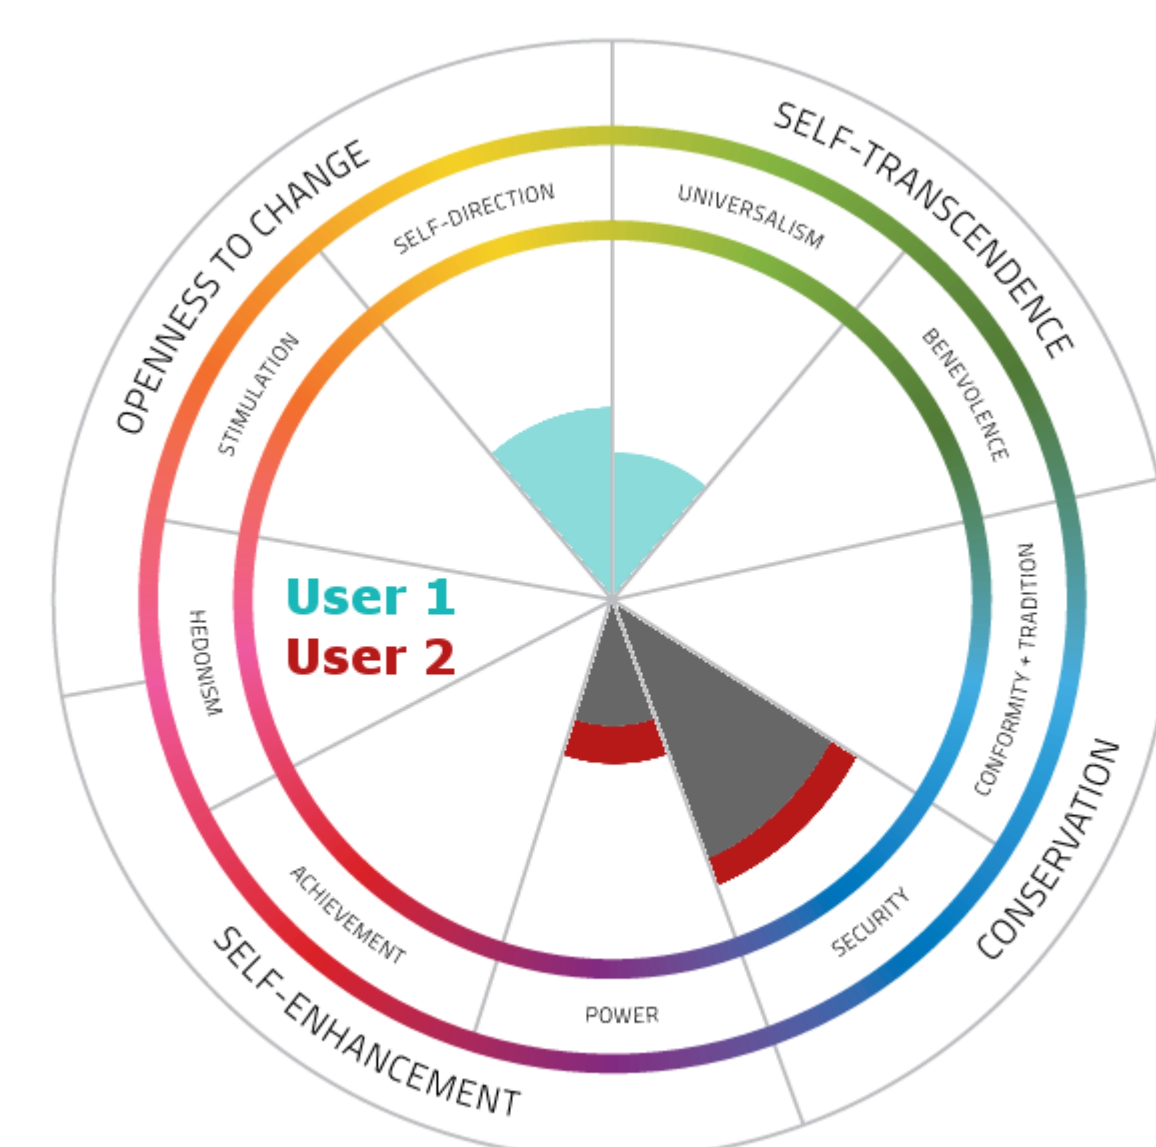 OPENNESS TO CHANGE
SELF-TRANSCENDENCE
SELF-DIRECTION
UNIVERSALISM
STIMULATION
BENEVOLENCE
User 1
User 2
HEDONISM
CONFORMITY + TRADITION
ACHIEVEMENT
SECURITY
CONSERVATION
POWER
SELF-ENHANCEMENT